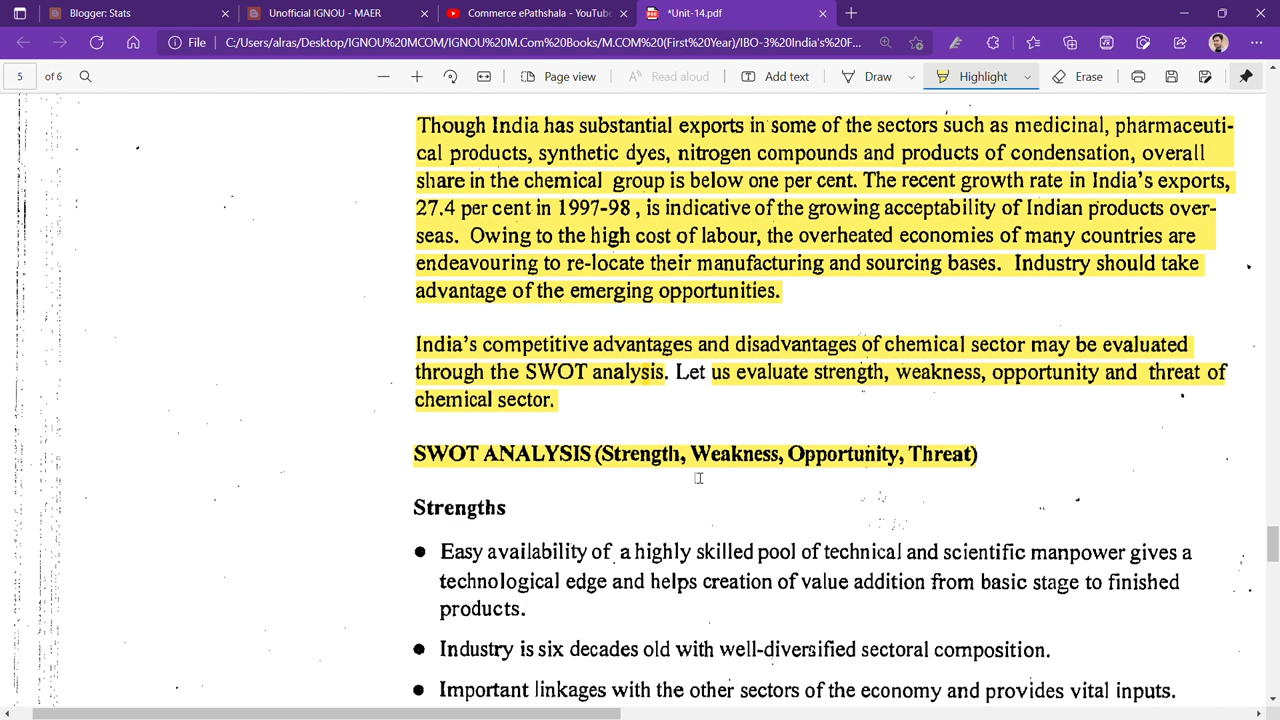 Blogger: Stats
Unofficial IGNOU - MAER
Commerce ePathshala - YouTube
*Unit-14.pdf
File
C:/Users/alras/Desktop/IGNOU%20MCOM/IGNOU%20M.Com%20Books/M.COM%20(First%20Year)/IBO-3%20India's%20F...
5 of 6
Page view
Read aloud
Add text
Draw
Highlight
Erase
Though India has substantial exports in some of the sectors such as medicinal, pharmaceuti-
cal products, synthetic dyes, nitrogen compounds and products of condensation, overall
share in the chemical group is below one per cent. The recent growth rate in India's exports,
27.4 per cent in 1997-98 , is indicative of the growing acceptability of Indian products over-
seas. Owing to the high cost of labour, the overheated economies of many countries are
endeavouring to re-locate their manufacturing and sourcing bases. Industry should take
advantage of the emerging opportunities.
India's competitive advantages and disadvantages of chemical sector may be evaluated
through the SWOT analysis. Let us evaluate strength, weakness, opportunity and threat of
chemical sector.
SWOT ANALYSIS (Strength, Weakness, Opportunity, Threat)
Strengths
● Easy availability of a highly skilled pool of technical and scientific manpower gives a
technological edge and helps creation of value addition from basic stage to finished
products.
● Industry is six decades old with well-diversified sectoral composition.
● Important linkages with the other sectors of the economy and provides vital inputs.